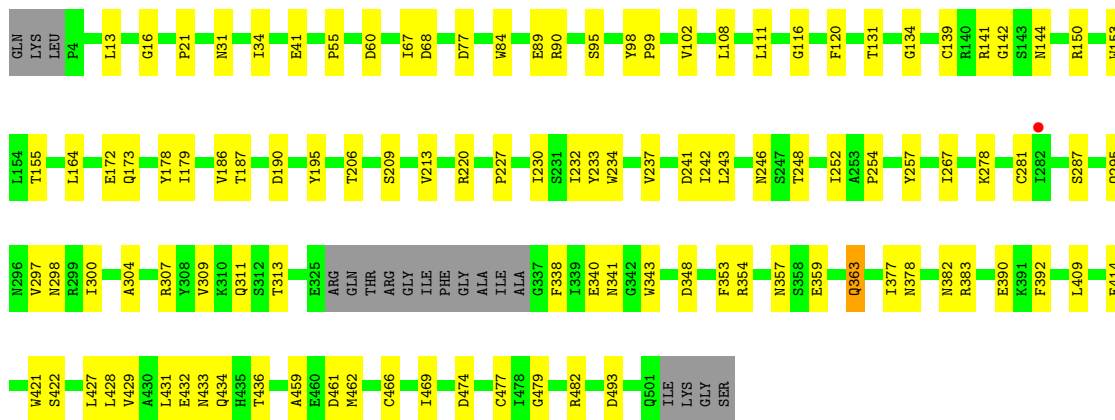 GLN LYS LEU P4 L13 G16 P21 N31 I34 E41 P55 D60 I67 D68 D77 W84 E89 R90 S95 Y98 P99 V102 L108 L111 G116 F120 T131 G134 C139 R140 R141 G142 S143 N144 R150 W153
L154 T155 L164 E172 Q173 Y178 I179 V186 T187 D190 Y195 T206 S209 V213 R220 P227 I230 S231 I232 Y233 W234 V237 D241 I242 L243 N246 S247 T248 I252 A253 P254 Y257 I267 K278 C281 I282 S287
N296 V297 N298 R299 I300 A304 R307 Y308 V309 K310 Q311 S312 T313 E325 ARG GLN THR ARG GLY ILE PHE GLY ALA ILE ALA G337 F338 I339 E340 N341 G342 W343 D348 F353 R354 N357 S358 E359 Q363 I377 N378 N382 R383 E390 K391 F392 L409
W421 S422 L427 L428 V429 A430 L431 E432 N433 Q434 H435 T436 A459 E460 D461 M462 C466 I469 D474 C477 I478 G479 R482 D493 Q501 ILE LYS GLY SER